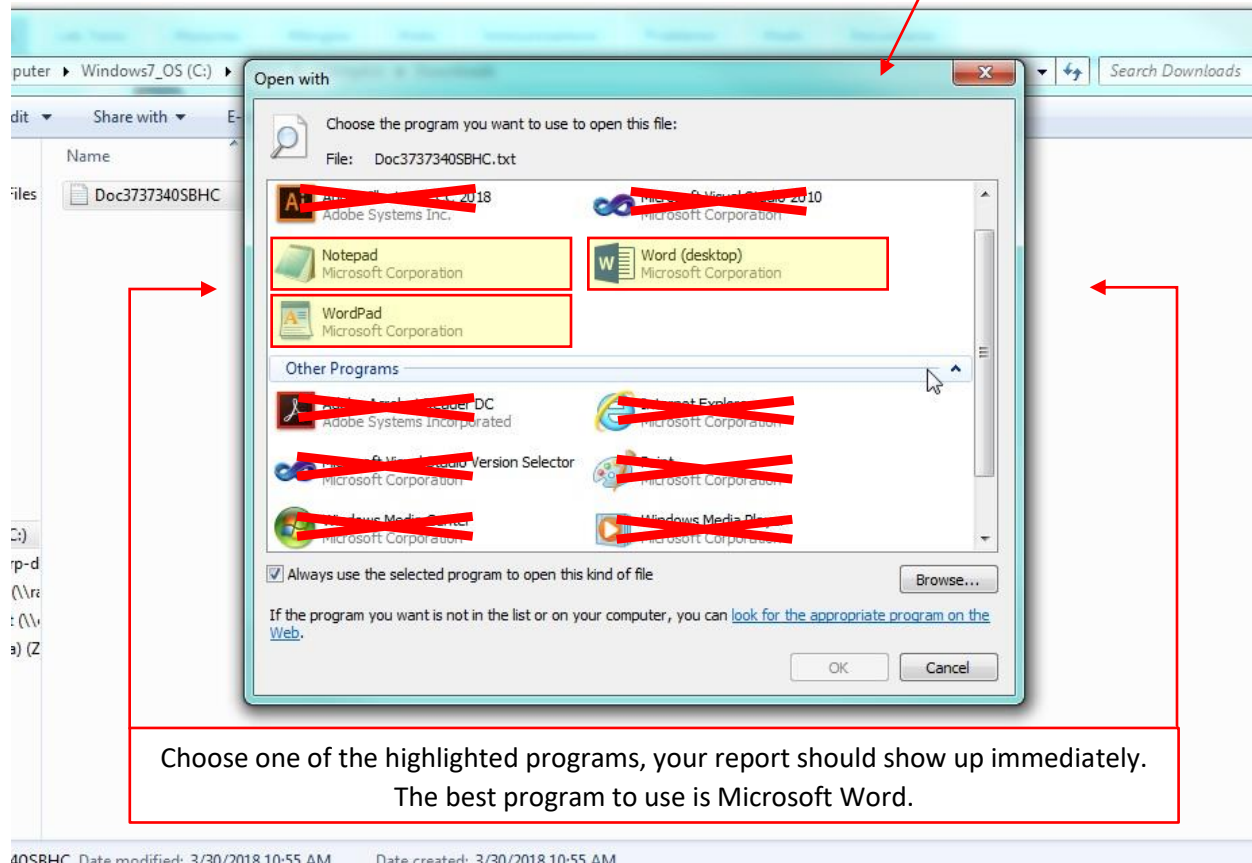 puter ▸ Windows7_OS (C:) ▸
Search Downloads
Open with
dit Share with E-
Choose the program you want to use to open this file:
File: Doc3737340SBHC.txt
Name
Files Doc3737340SBHC
2018
Adobe Systems Inc.
2010
Microsoft Corporation
Notepad
Microsoft Corporation
Word (desktop)
Microsoft Corporation
WordPad
Microsoft Corporation
Other Programs
DC
Adobe Systems Incorporated
Microsoft Corporation
Version Selector
Microsoft Corporation
Microsoft Corporation
Microsoft Corporation
Windows Media
Microsoft Corporation
C:)
rp-d
(\\ra
a) (Z
Always use the selected program to open this kind of file
Browse...
If the program you want is not in the list or on your computer, you can look for the appropriate program on the
Web.
OK Cancel
Choose one of the highlighted programs, your report should show up immediately.
The best program to use is Microsoft Word.
40SBHC Date modified: 3/30/2018 10:55 AM Date created: 3/30/2018 10:55 AM